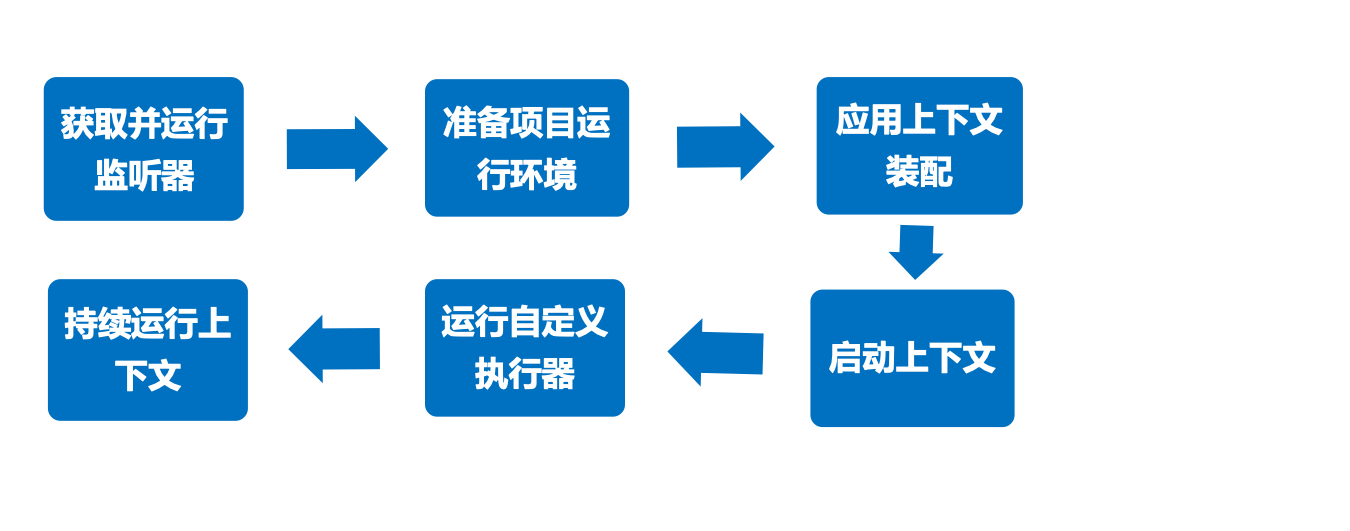 获取并运行
监听器
准备项目运
行环境
应用上下文
装配
启动上下文
运行自定义
执行器
持续运行上
下文